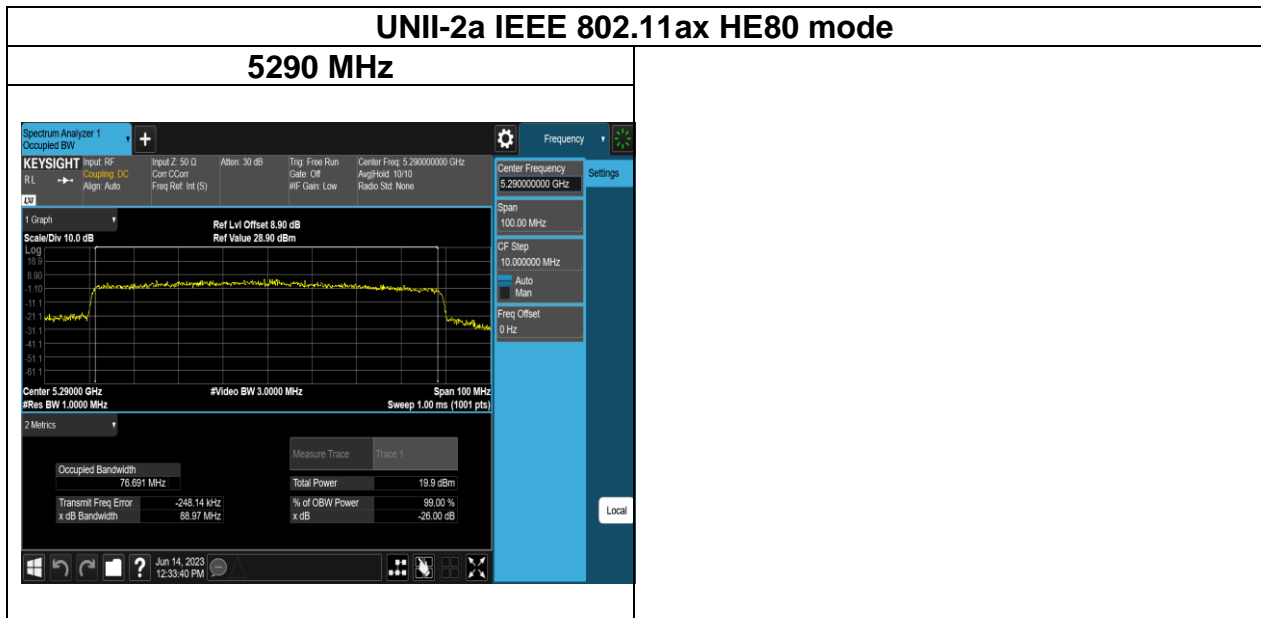 UNII-2a IEEE 802.11ax HE80 mode
5290 MHz
Spectrum Analyzer 1
Occupied BW
+
Frequency
KEYSIGHT
RL
LXI
Input: RF
Coupling: DC
Align: Auto
Input Z: 50 Ω
Corr CCorr
Freq Ref: Int (S)
Atten: 30 dB
Trig: Free Run
Gate: Off
#IF Gain: Low
Center Freq: 5.290000000 GHz
Avg|Hold: 10/10
Radio Std: None
Center Frequency
5.290000000 GHz
Settings
Span
100.00 MHz
CF Step
10.000000 MHz
Auto
Man
Freq Offset
0 Hz
Local
1 Graph
Scale/Div 10.0 dB
Ref Lvl Offset 8.90 dB
Ref Value 28.90 dBm
Log
18.9
8.90
-1.10
-11.1
-21.1
-31.1
-41.1
-51.1
-61.1
Center 5.29000 GHz
#Res BW 1.0000 MHz
#Video BW 3.0000 MHz
Span 100 MHz
Sweep 1.00 ms (1001 pts)
2 Metrics
Measure Trace
Trace 1
Occupied Bandwidth
76.691 MHz
Total Power 19.9 dBm
Transmit Freq Error -248.14 kHz
% of OBW Power 99.00 %
x dB Bandwidth 88.97 MHz
x dB -26.00 dB
?
Jun 14, 2023
12:33:40 PM